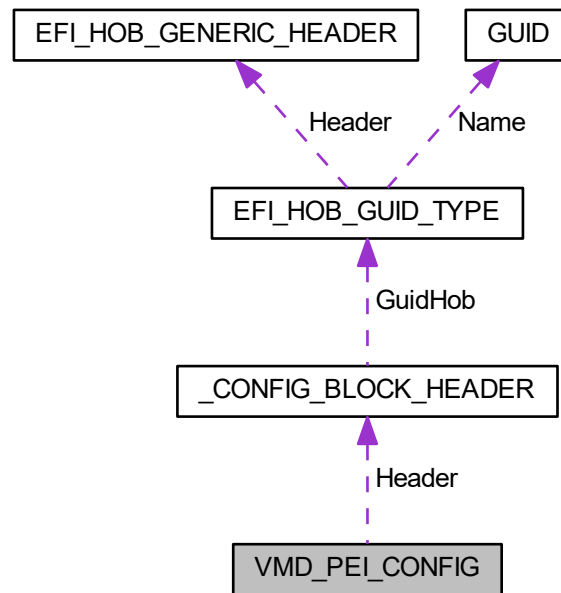 EFI_HOB_GENERIC_HEADER
GUID
Header
Name
EFI_HOB_GUID_TYPE
GuidHob
_CONFIG_BLOCK_HEADER
Header
VMD_PEI_CONFIG